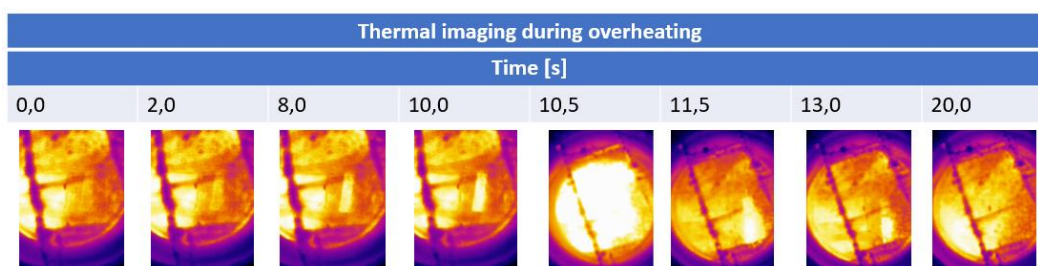 Thermal imaging during overheating
Time [s]
0,0 2,0 8,0 10,0 10,5 11,5 13,0 20,0